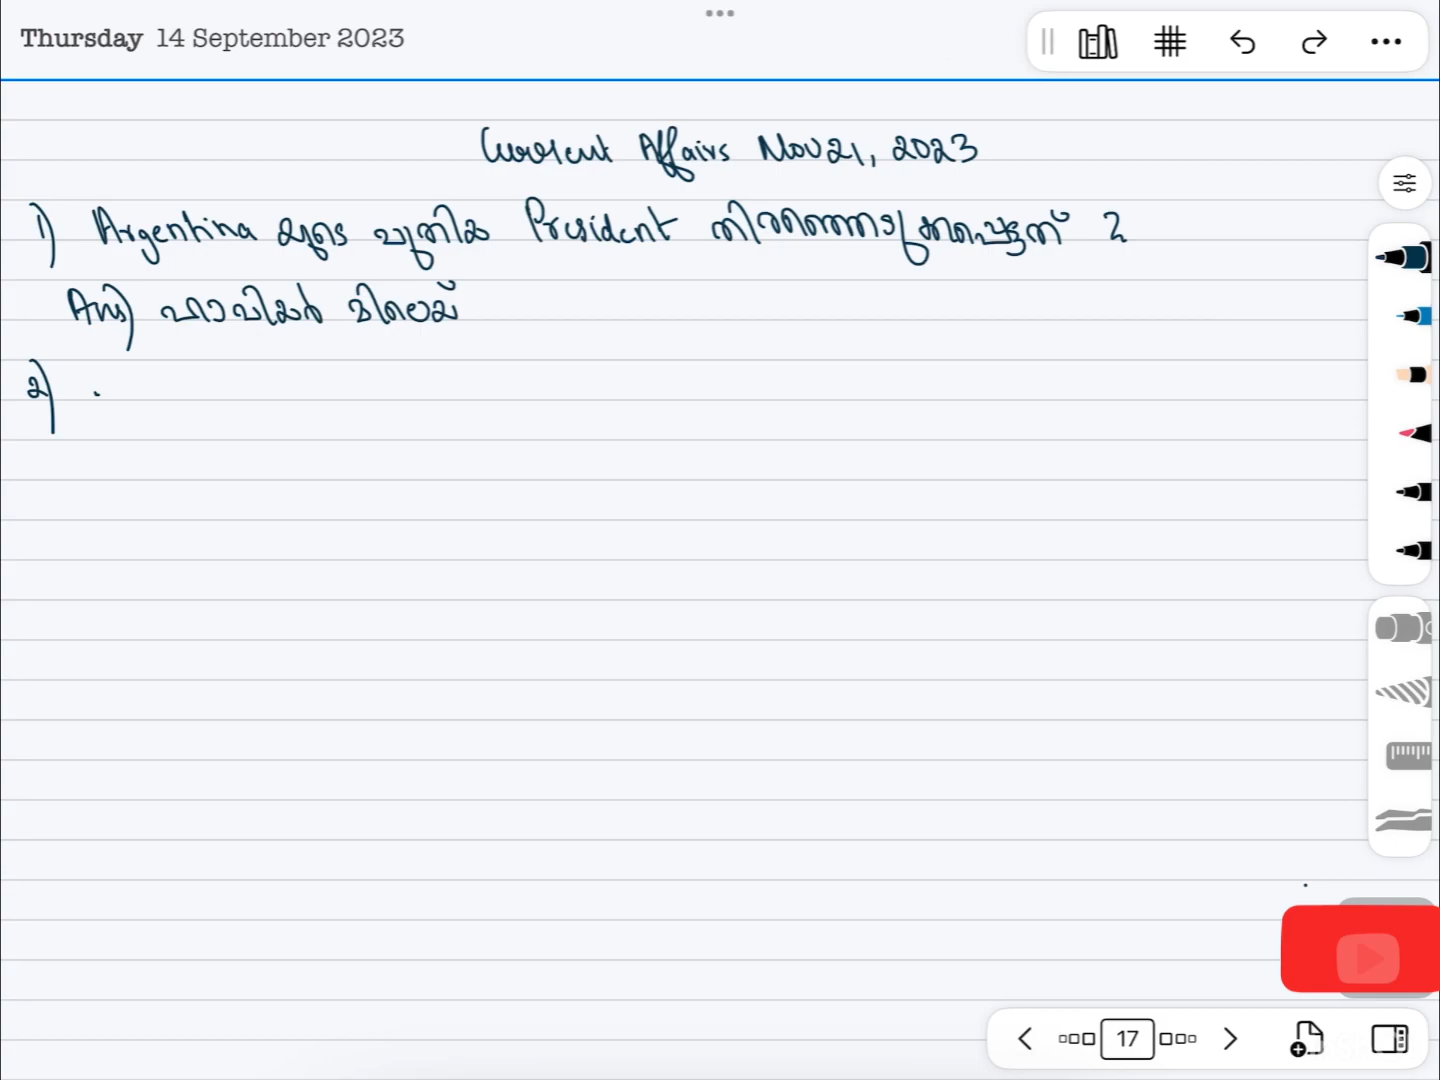 Thursday 14 September 2023
Current Affairs Nov 21, 2023
1) Argentina യുടെ പുതിയ President തിരഞ്ഞെടുക്കപ്പെട്ടത് ?
Ans) ഹാവിയർ മിലെയ്
2)
17